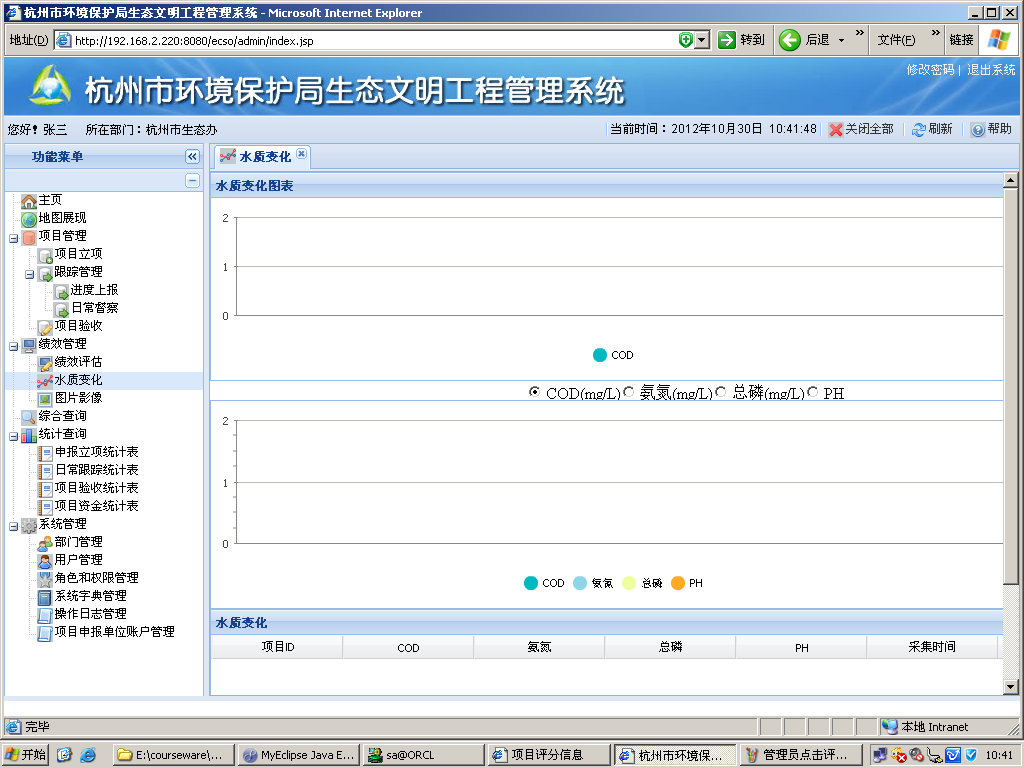 杭州市环境保护局生态文明工程管理系统 - Microsoft Internet Explorer
地址(D) http://192.168.2.220:8080/ecso/admin/index.jsp 转到 后退 » 文件(F) » 链接
修改密码 | 退出系统
杭州市环境保护局生态文明工程管理系统
您好! 张三 所在部门：杭州市生态办 当前时间：2012年10月30日 10:41:48 关闭全部 刷新 帮助
功能菜单
主页
地图展现
项目管理
项目立项
跟踪管理
进度上报
日常督察
项目验收
绩效管理
绩效评估
水质变化
图片影像
综合查询
统计查询
申报立项统计表
日常跟踪统计表
项目验收统计表
项目资金统计表
系统管理
部门管理
用户管理
角色和权限管理
系统字典管理
操作日志管理
项目申报单位账户管理
水质变化
水质变化图表
2
1
0
COD
COD(mg/L) 氨氮(mg/L) 总磷(mg/L) PH
2
1
0
COD 氨氮 总磷 PH
水质变化
项目ID COD 氨氮 总磷 PH 采集时间
完毕 本地 Intranet
开始 E:\courseware\... MyEclipse Java E... sa@ORCL 项目评分信息 杭州市环境保... 管理员点击评... 10:41